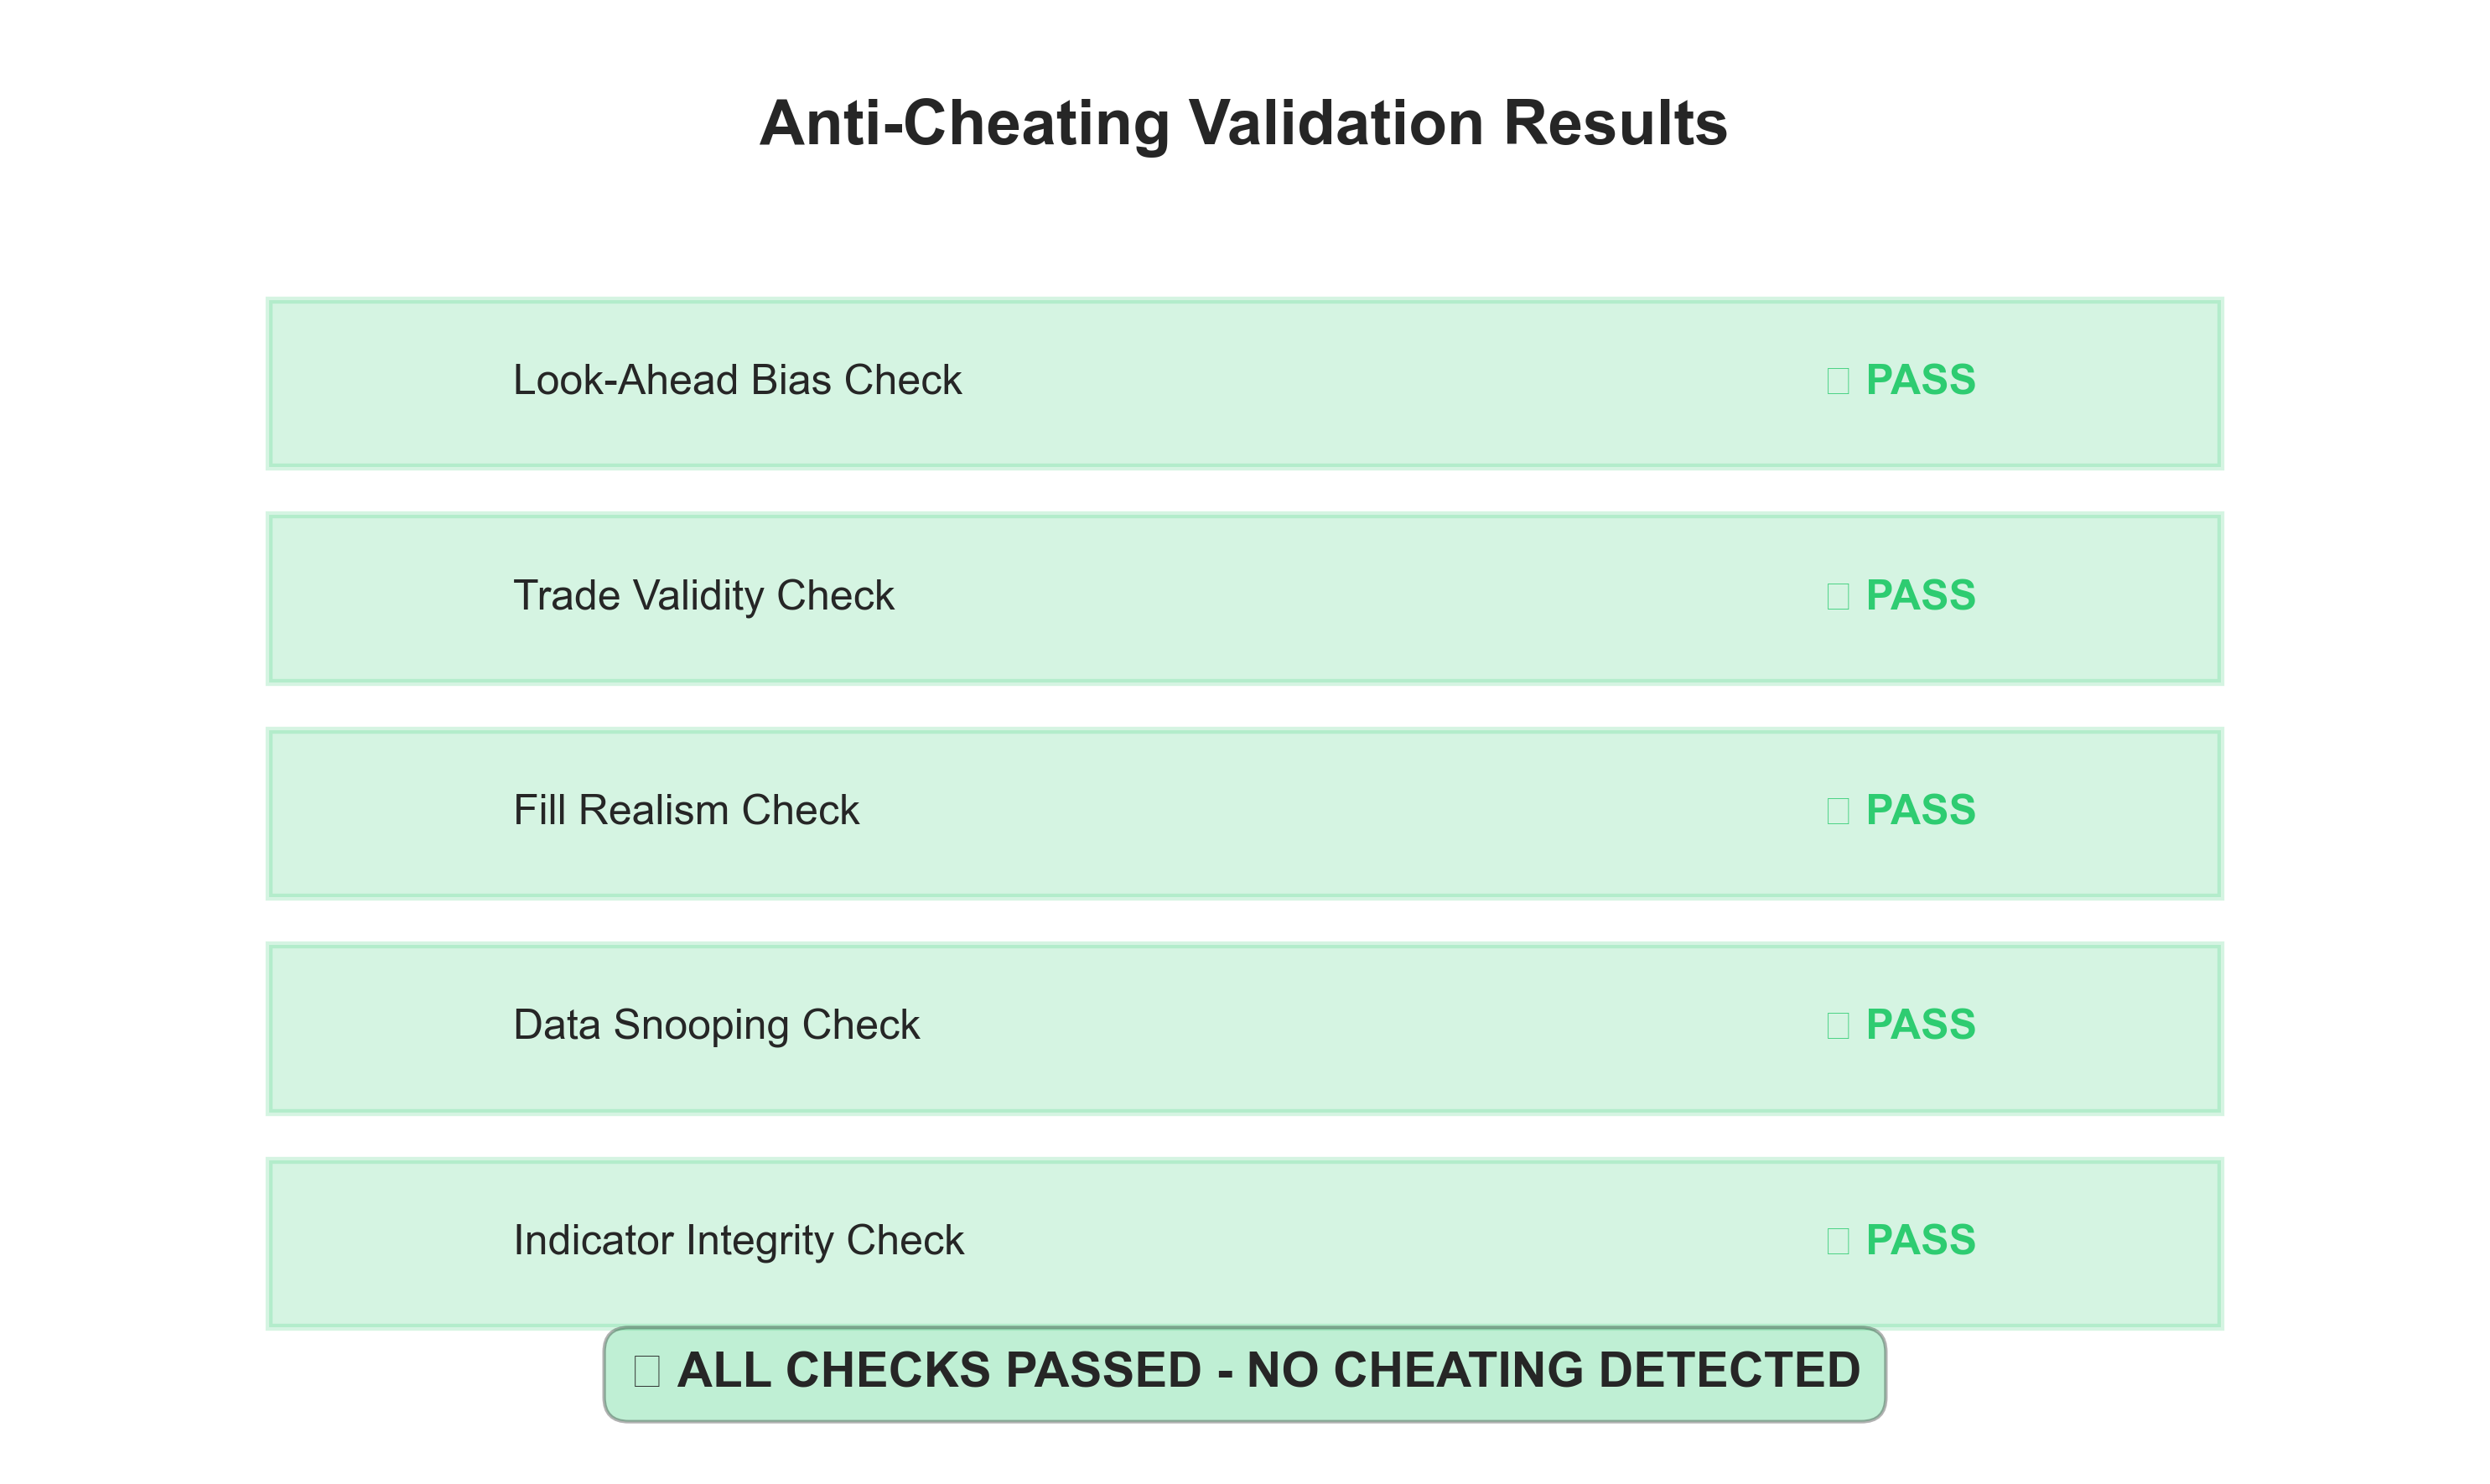 Anti-Cheating Validation Results
Look-Ahead Bias Check □ PASS
Trade Validity Check □ PASS
Fill Realism Check □ PASS
Data Snooping Check □ PASS
Indicator Integrity Check □ PASS
□ ALL CHECKS PASSED - NO CHEATING DETECTED